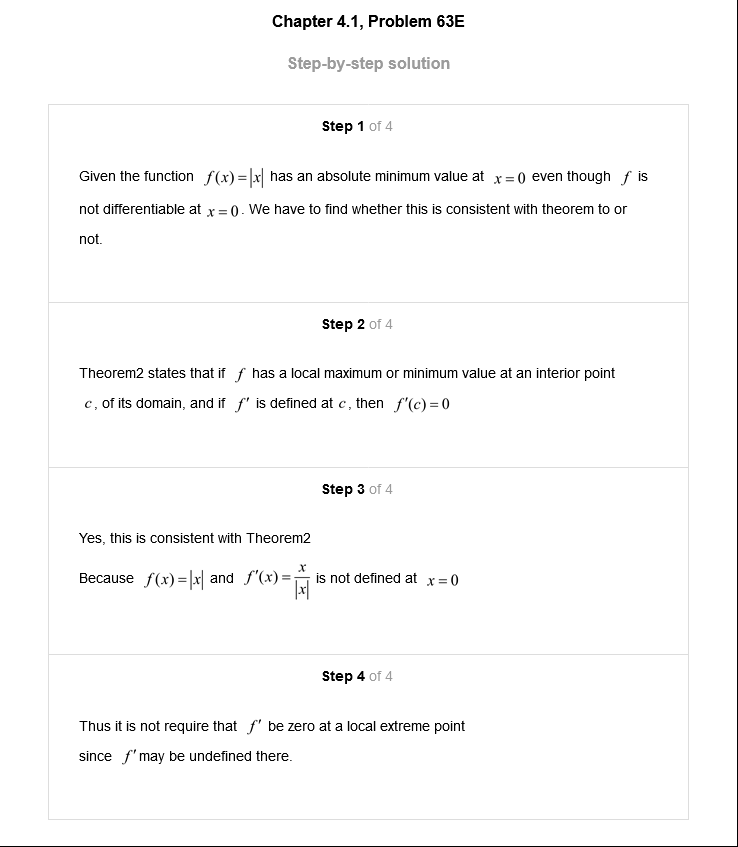 Chapter 4.1, Problem 63E
Step-by-step solution
Step 1 of 4
Given the function f(x)=|x| has an absolute minimum value at x=0 even though f is
not differentiable at x=0. We have to find whether this is consistent with theorem to or
not.
Step 2 of 4
Theorem2 states that if f has a local maximum or minimum value at an interior point
c, of its domain, and if f′ is defined at c, then f′(c)=0
Step 3 of 4
Yes, this is consistent with Theorem2
Because f(x)=|x| and f′(x)=x/|x| is not defined at x=0
Step 4 of 4
Thus it is not require that f′ be zero at a local extreme point
since f′ may be undefined there.